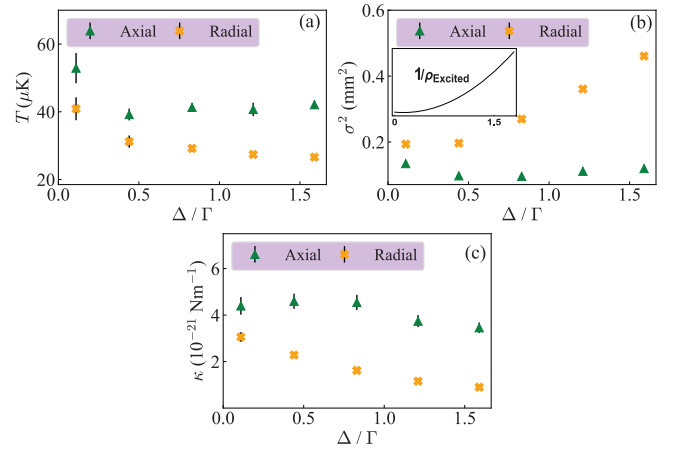 (a)
Axial Radial
60
40
20
T (μK)
0.0 0.5 1.0 1.5
Δ / Γ
(b)
Axial Radial
0.6
0.4
0.2
σ² (mm²)
1/ρExcited
0 1.5
0.0 0.5 1.0 1.5
Δ / Γ
(c)
Axial Radial
6
4
2
0
κ (10⁻²¹ Nm⁻¹)
0.0 0.5 1.0 1.5
Δ / Γ